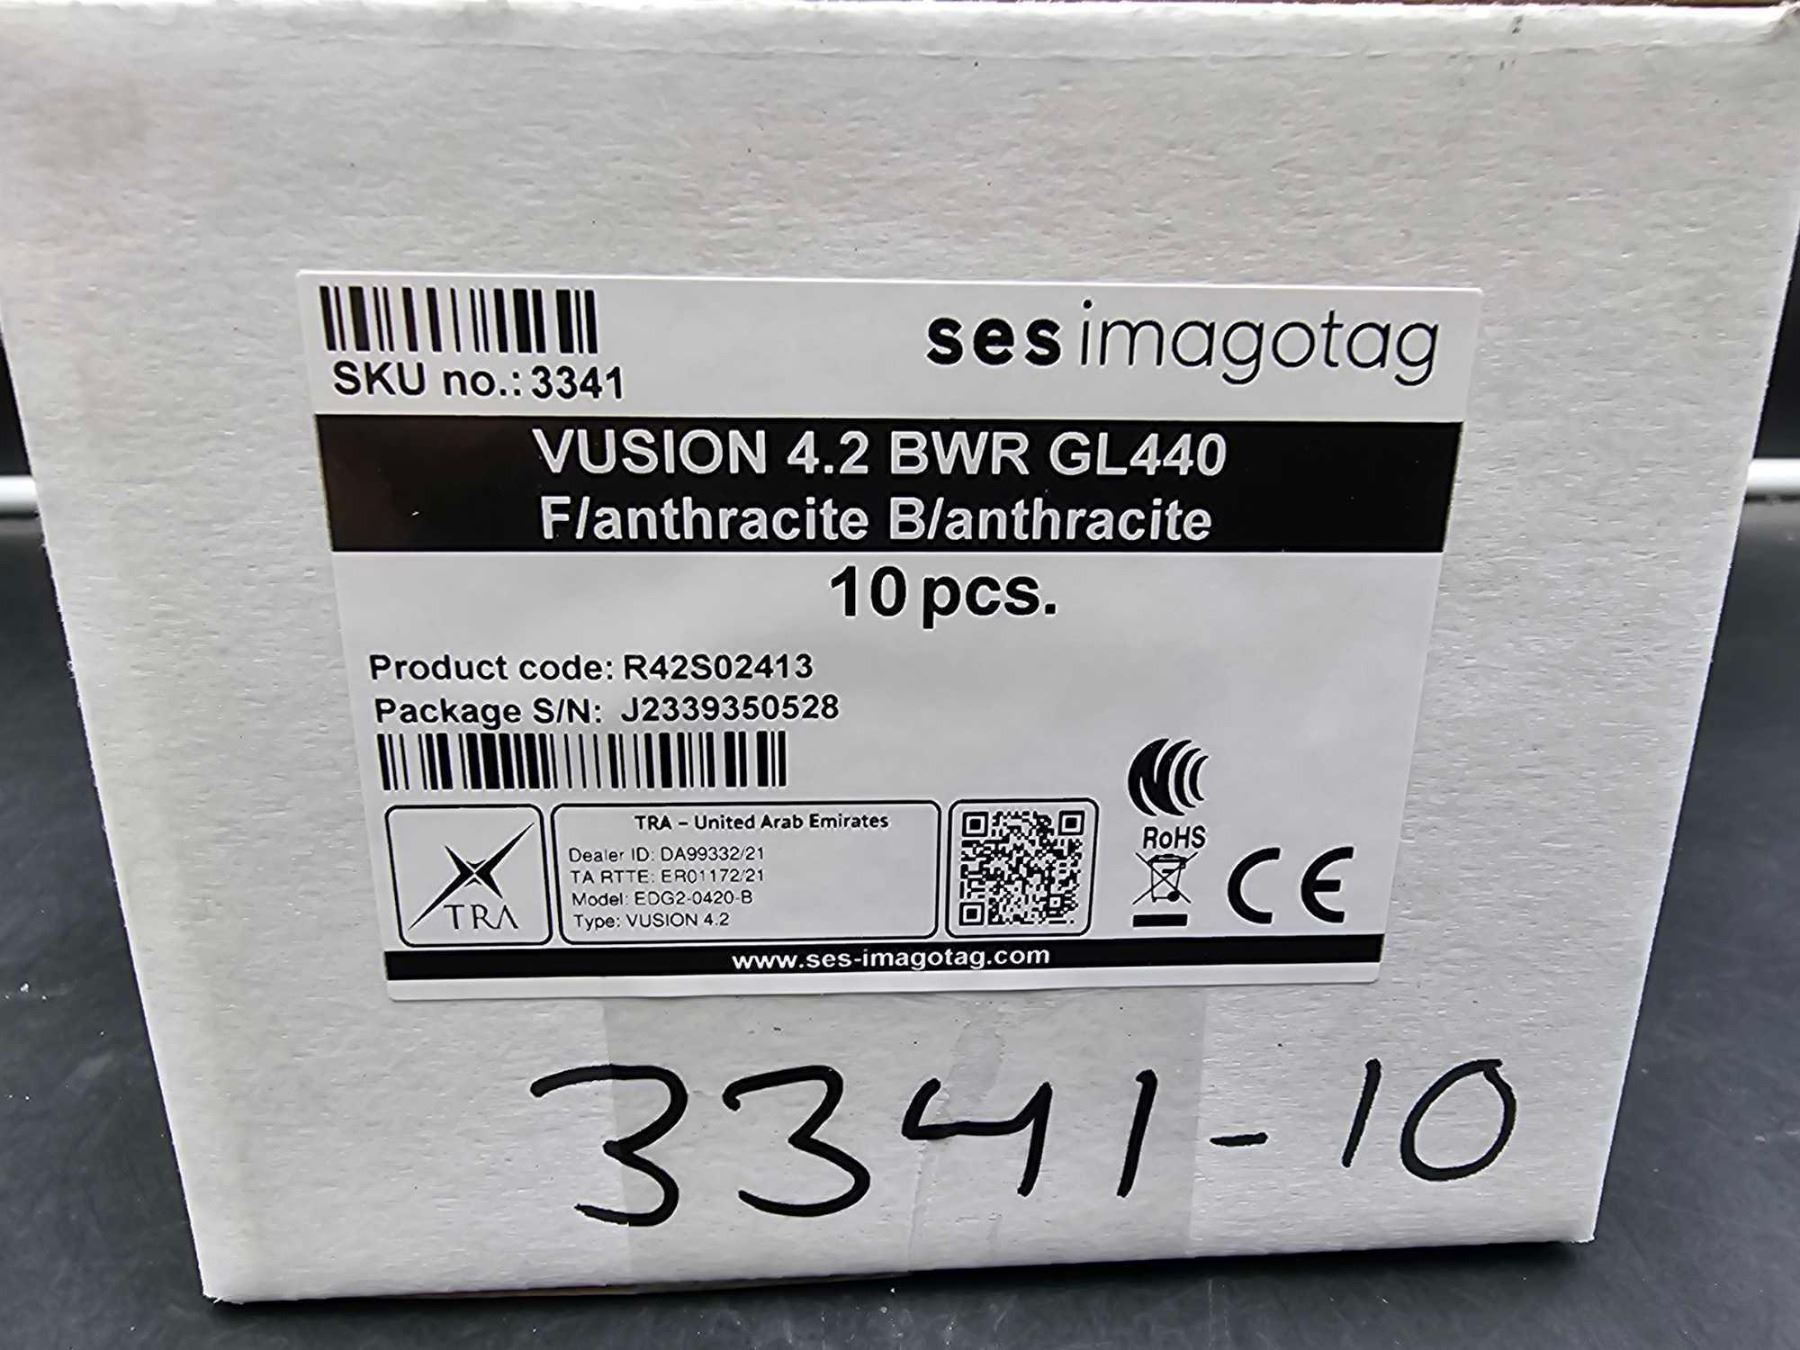 ses imagotag
SKU no.: 3341
VUSION 4.2 BWR GL440
F/anthracite B/anthracite
10 pcs.
Product code: R42S02413
Package S/N: J2339350528
TRA
TRA – United Arab Emirates
Dealer ID: DA99332/21
TA RTTE: ER01172/21
Model: EDG2-0420-B
Type: VUSION 4.2
RoHS
CE
www.ses-imagotag.com
3341-10